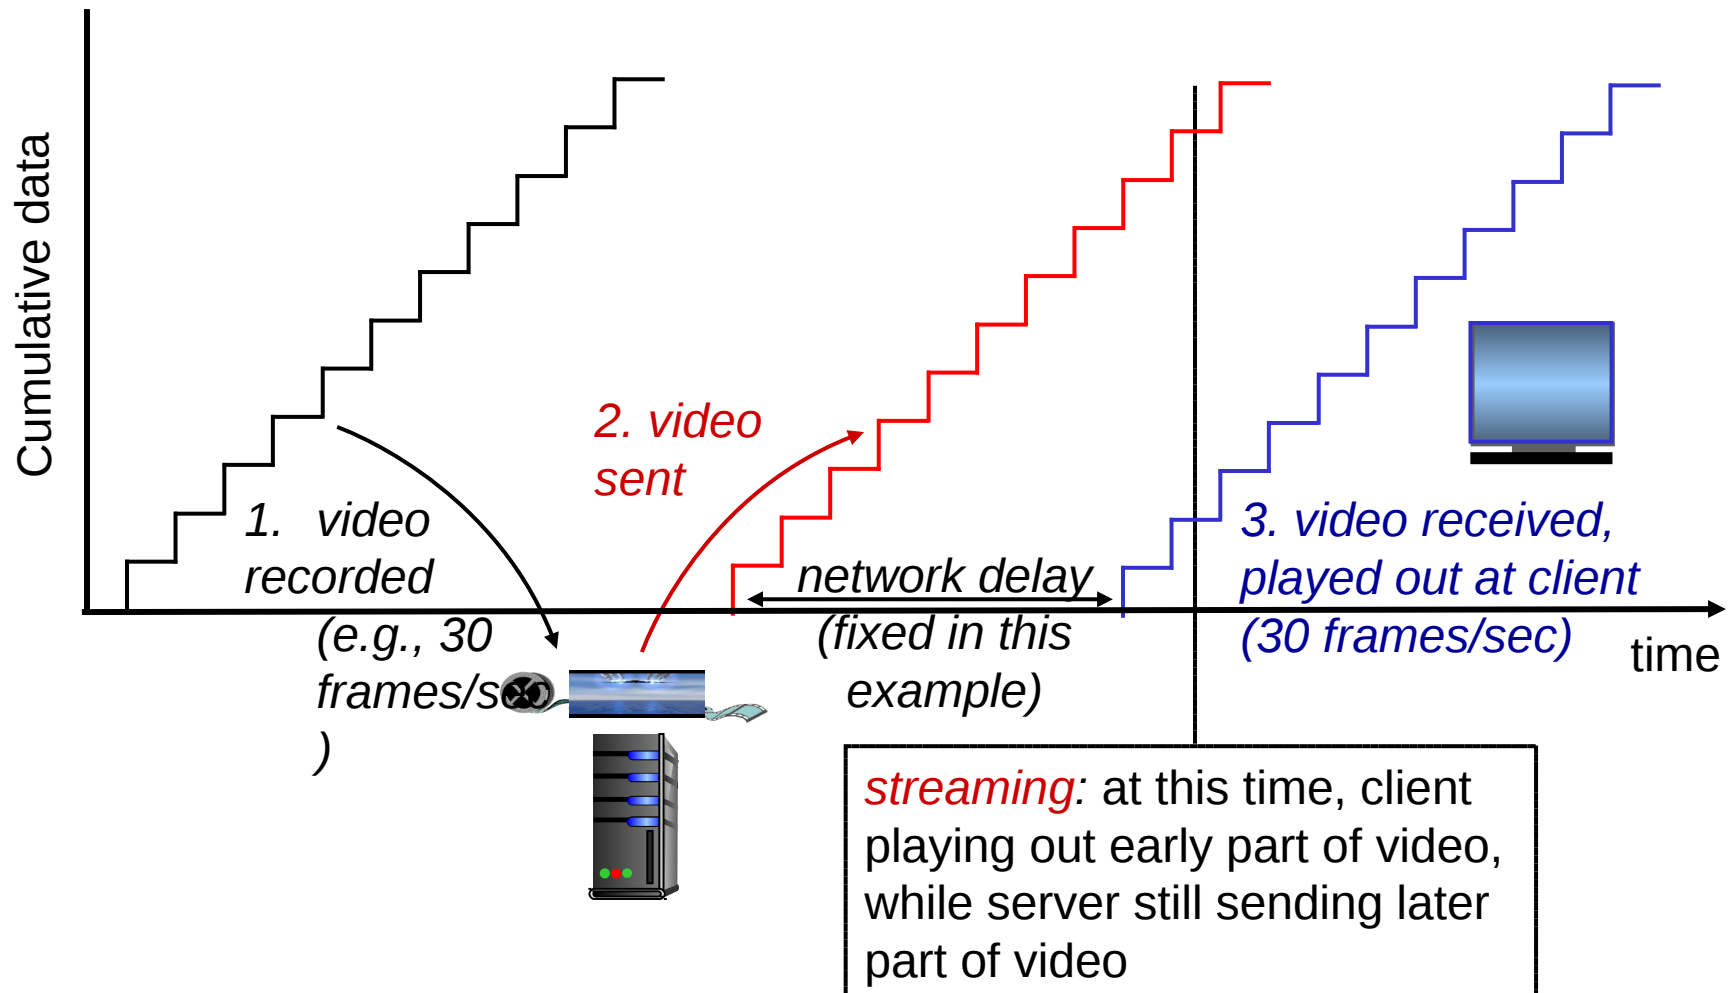 Cumulative data
1. video
recorded
(e.g., 30
frames/sec
)
2. video
sent
network delay
(fixed in this
example)
3. video received,
played out at client
(30 frames/sec)
time
streaming: at this time, client
playing out early part of video,
while server still sending later
part of video